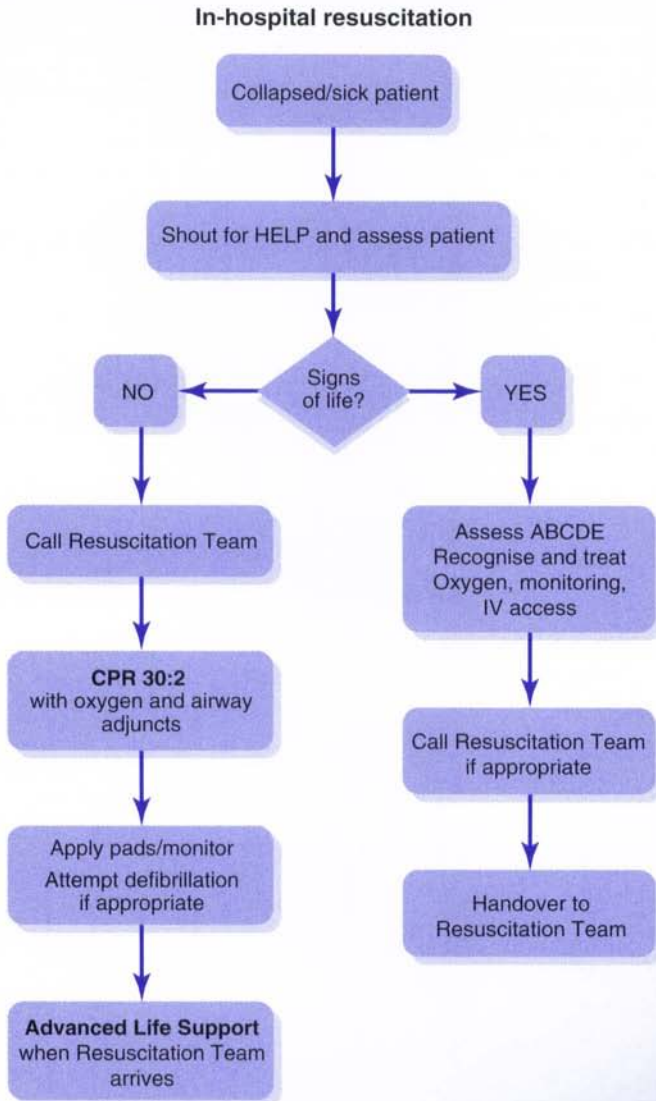 In-hospital resuscitation
Collapsed/sick patient
Shout for HELP and assess patient
Signs
of life?
NO
YES
Call Resuscitation Team
CPR 30:2
with oxygen and airway
adjuncts
Apply pads/monitor
Attempt defibrillation
if appropriate
Advanced Life Support
when Resuscitation Team
arrives
Assess ABCDE
Recognise and treat
Oxygen, monitoring,
IV access
Call Resuscitation Team
if appropriate
Handover to
Resuscitation Team